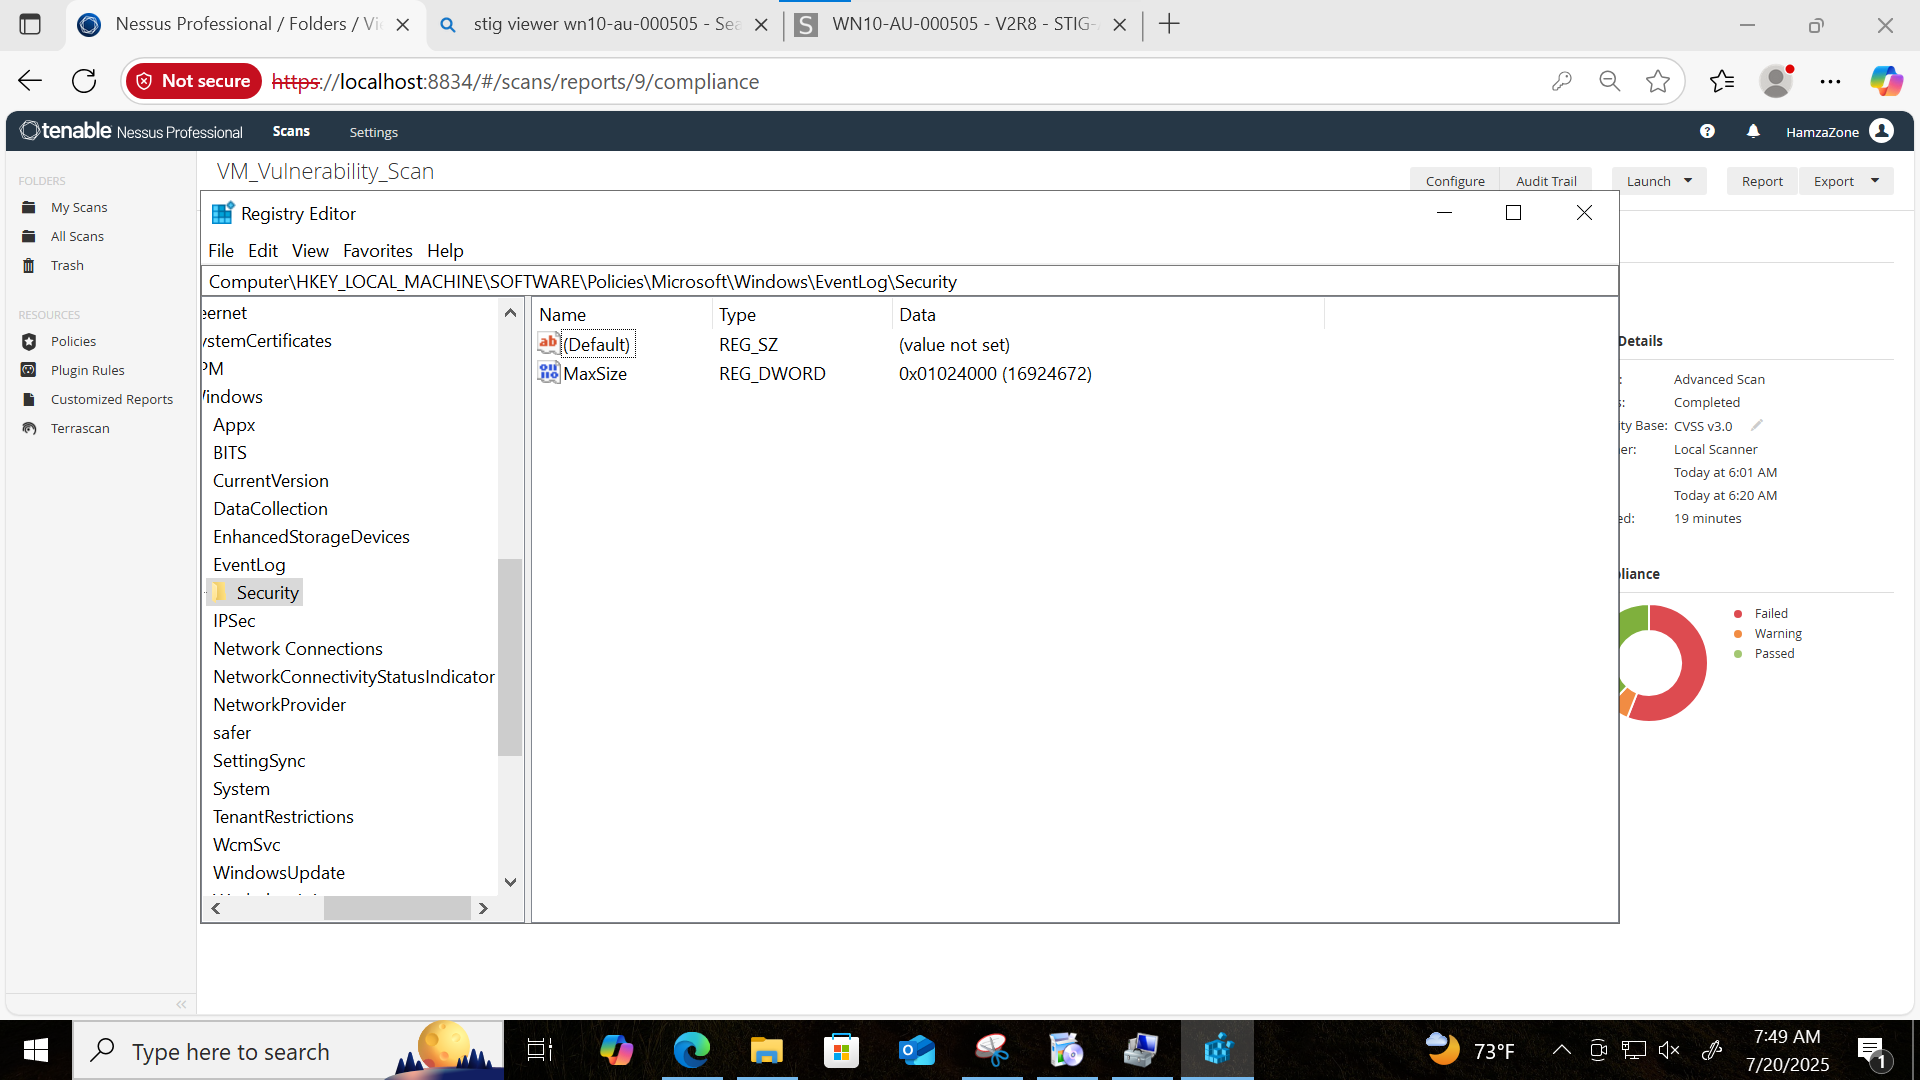 Nessus Professional / Folders / Vi
stig viewer wn10-au-000505 - Sea
WN10-AU-000505 - V2R8 - STIG-
Not secure https://localhost:8834/#/scans/reports/9/compliance
tenable Nessus Professional Scans Settings HamzaZone
FOLDERS
My Scans
All Scans
Trash
RESOURCES
Policies
Plugin Rules
Customized Reports
Terrascan
VM_Vulnerability_Scan
Configure Audit Trail Launch Report Export
Registry Editor
File Edit View Favorites Help
Computer\HKEY_LOCAL_MACHINE\SOFTWARE\Policies\Microsoft\Windows\EventLog\Security
eernet
ystemCertificates
PM
indows
Appx
BITS
CurrentVersion
DataCollection
EnhancedStorageDevices
EventLog
Security
IPSec
Network Connections
NetworkConnectivityStatusIndicator
NetworkProvider
safer
SettingSync
System
TenantRestrictions
WcmSvc
WindowsUpdate
Name Type Data
(Default) REG_SZ (value not set)
MaxSize REG_DWORD 0x01024000 (16924672)
Details
: Advanced Scan
s: Completed
ty Base: CVSS v3.0
er: Local Scanner
Today at 6:01 AM
Today at 6:20 AM
ed: 19 minutes
liance
Failed
Warning
Passed
Type here to search
73°F
7:49 AM
7/20/2025
1